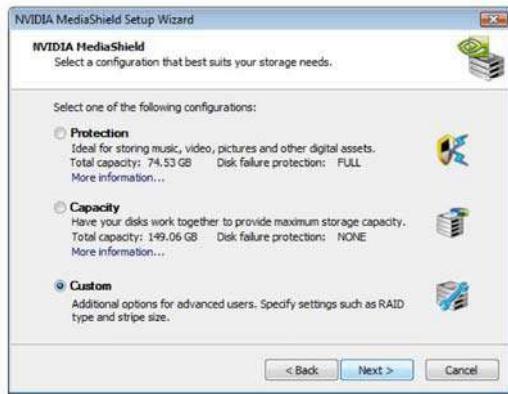 NVIDIA MediaShield Setup Wizard
NVIDIA MediaShield
Select a configuration that best suits your storage needs.
Select one of the following configurations:
Protection
Ideal for storing music, video, pictures and other digital assets.
Total capacity: 74.53 GB Disk failure protection: FULL
More information...
Capacity
Have your disks work together to provide maximum storage capacity.
Total capacity: 149.06 GB Disk failure protection: NONE
More information...
Custom
Additional options for advanced users. Specify settings such as RAID
type and stripe size.
< Back Next > Cancel